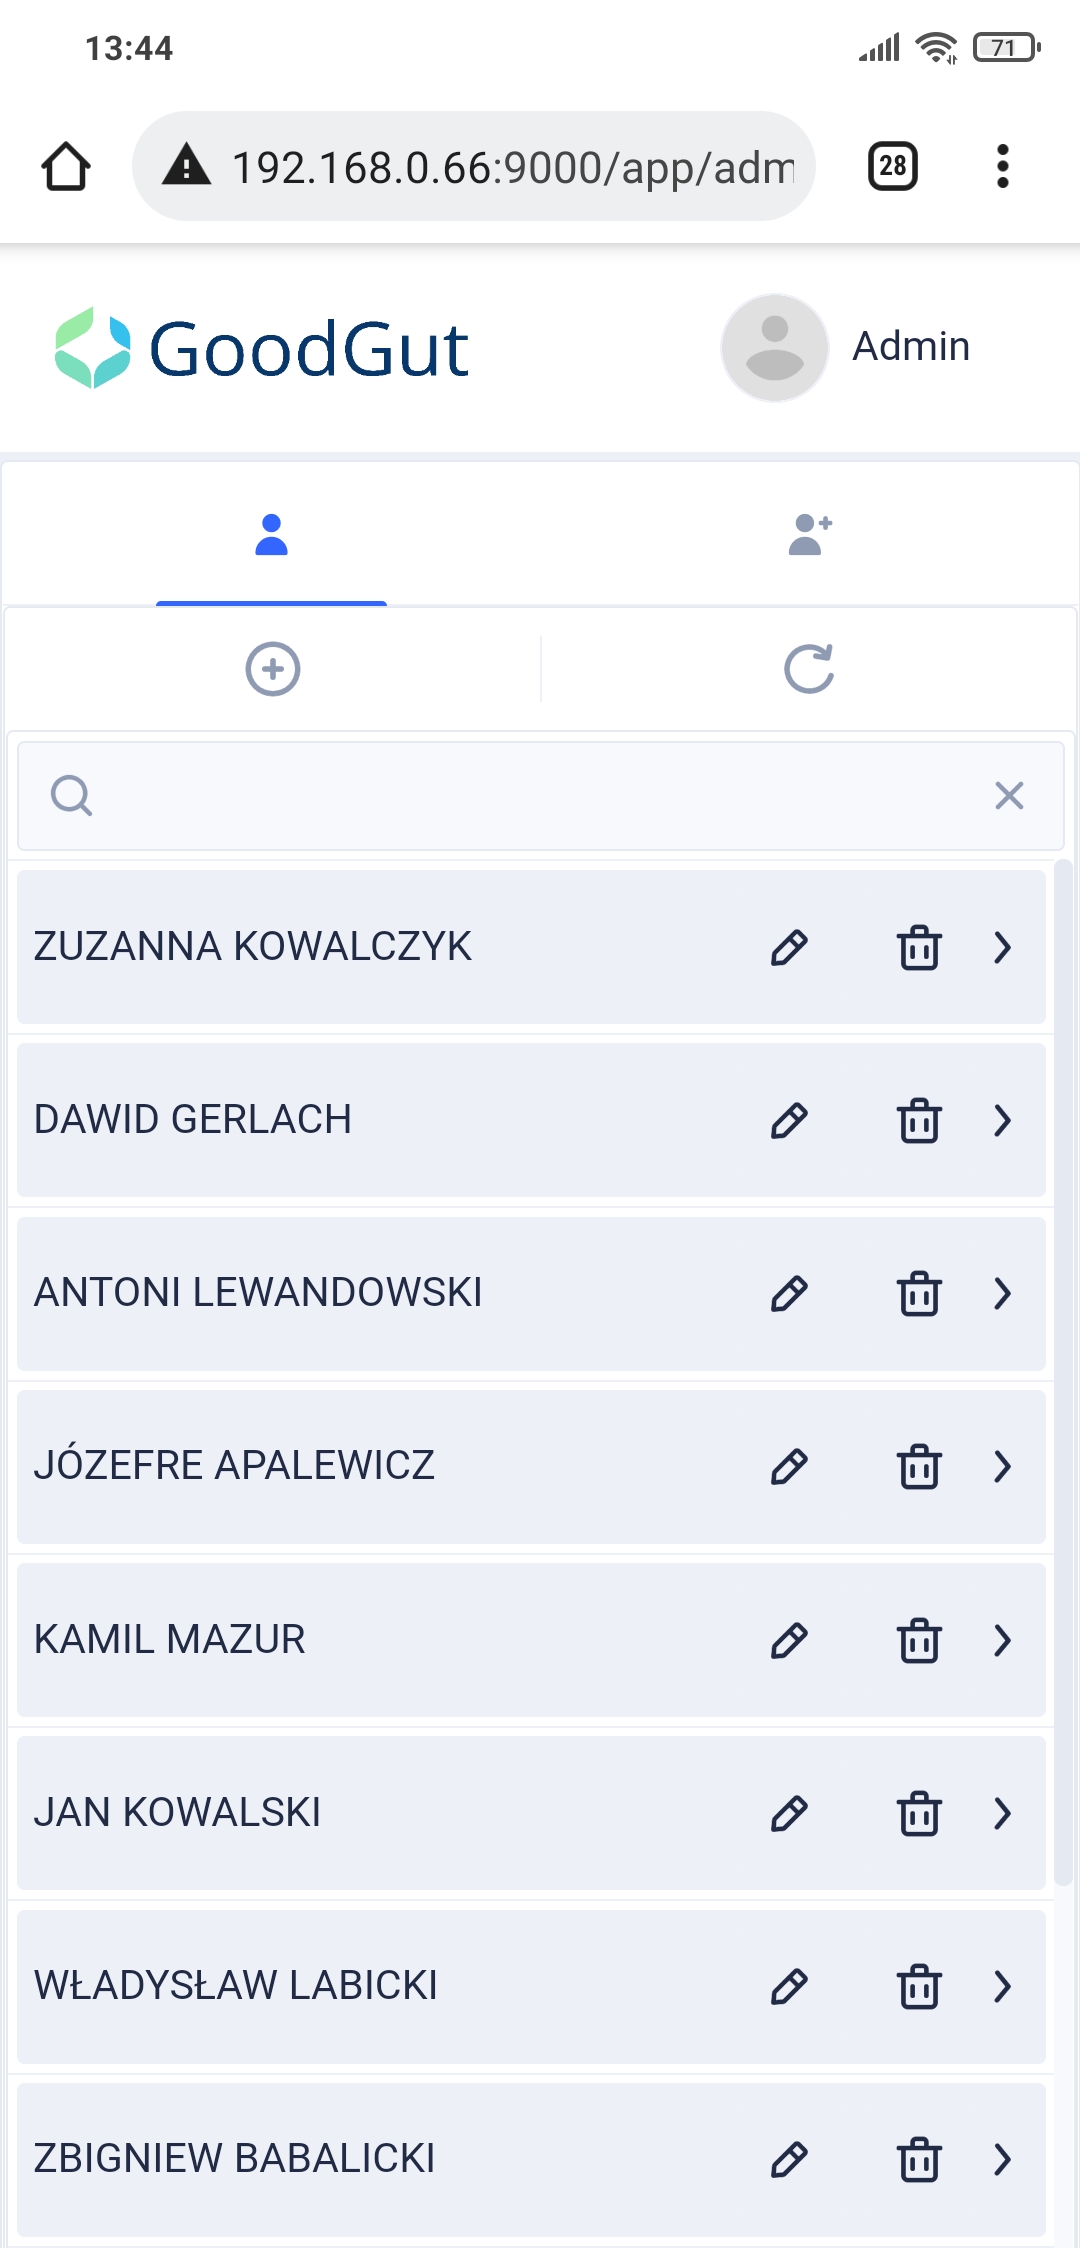 13:44
71
192.168.0.66:9000/app/adm
28
GoodGut
Admin
ZUZANNA KOWALCZYK
DAWID GERLACH
ANTONI LEWANDOWSKI
JÓZEFRE APALEWICZ
KAMIL MAZUR
JAN KOWALSKI
WŁADYSŁAW LABICKI
ZBIGNIEW BABALICKI